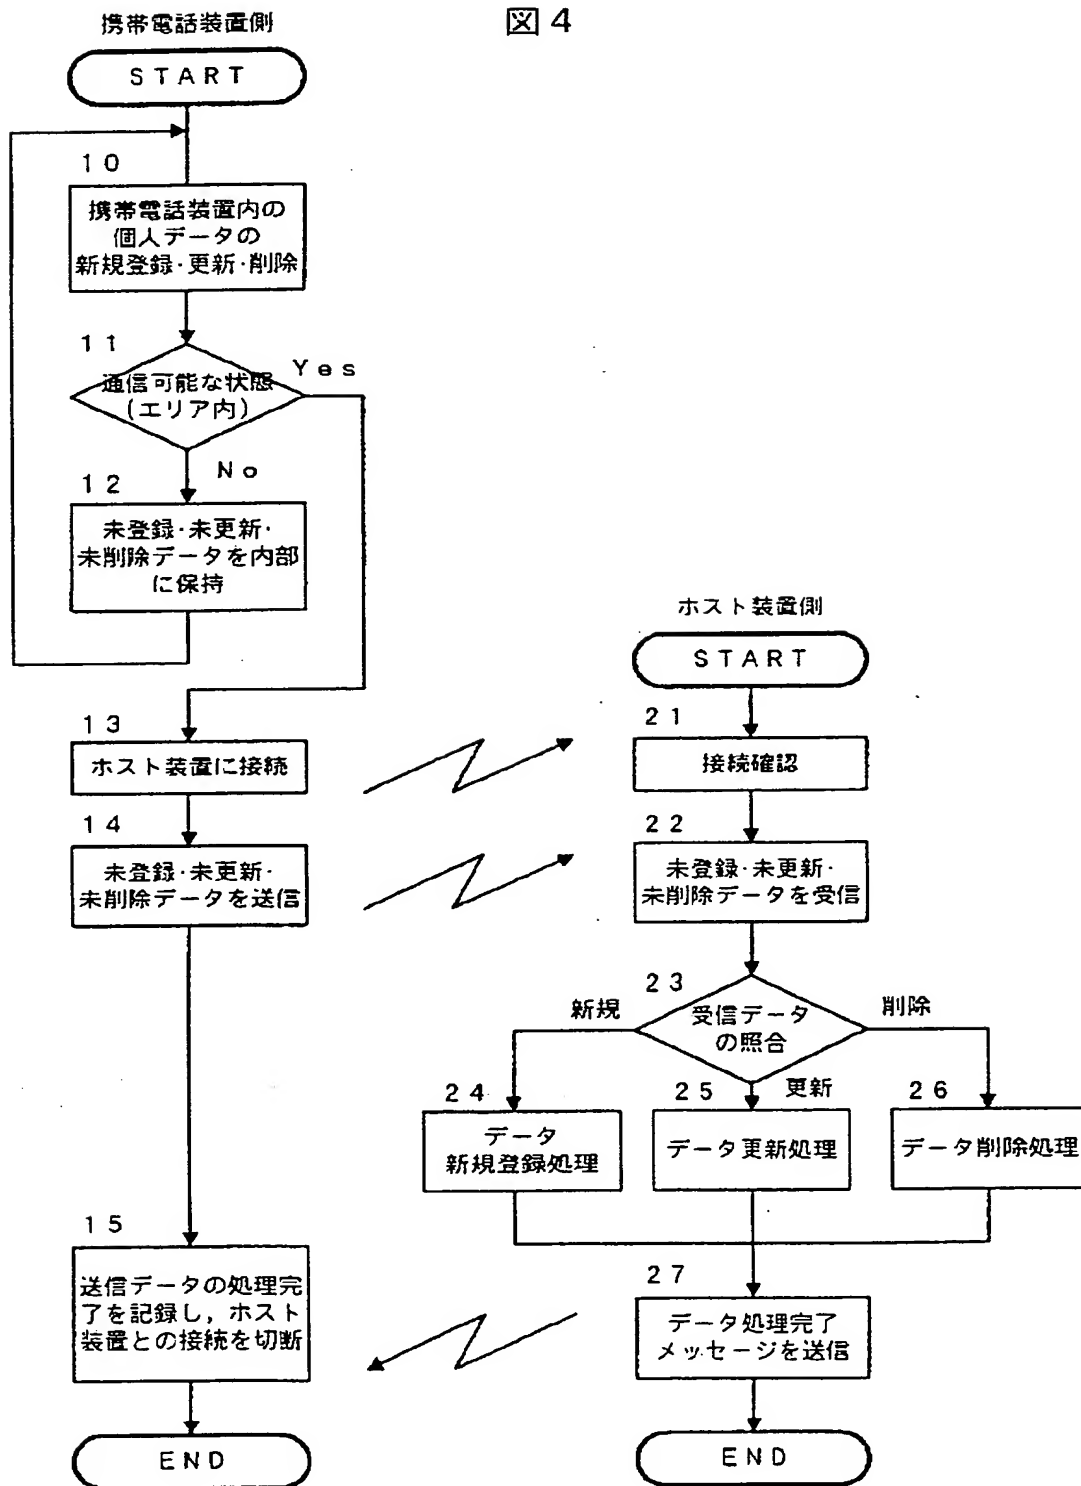 図4
携帯電話装置側
START
10
携帯電話装置内の
個人データの
新規登録・更新・削除
11
通信可能な状態
(エリア内)
Yes
No
12
未登録・未更新・
未削除データを内部
に保持
13
ホスト装置に接続
14
未登録・未更新・
未削除データを送信
15
送信データの処理完
了を記録し,ホスト
装置との接続を切断
END
ホスト装置側
START
21
接続確認
22
未登録・未更新・
未削除データを受信
23
受信データ
の照合
新規
削除
更新
24
データ
新規登録処理
25
データ更新処理
26
データ削除処理
27
データ処理完了
メッセージを送信
END